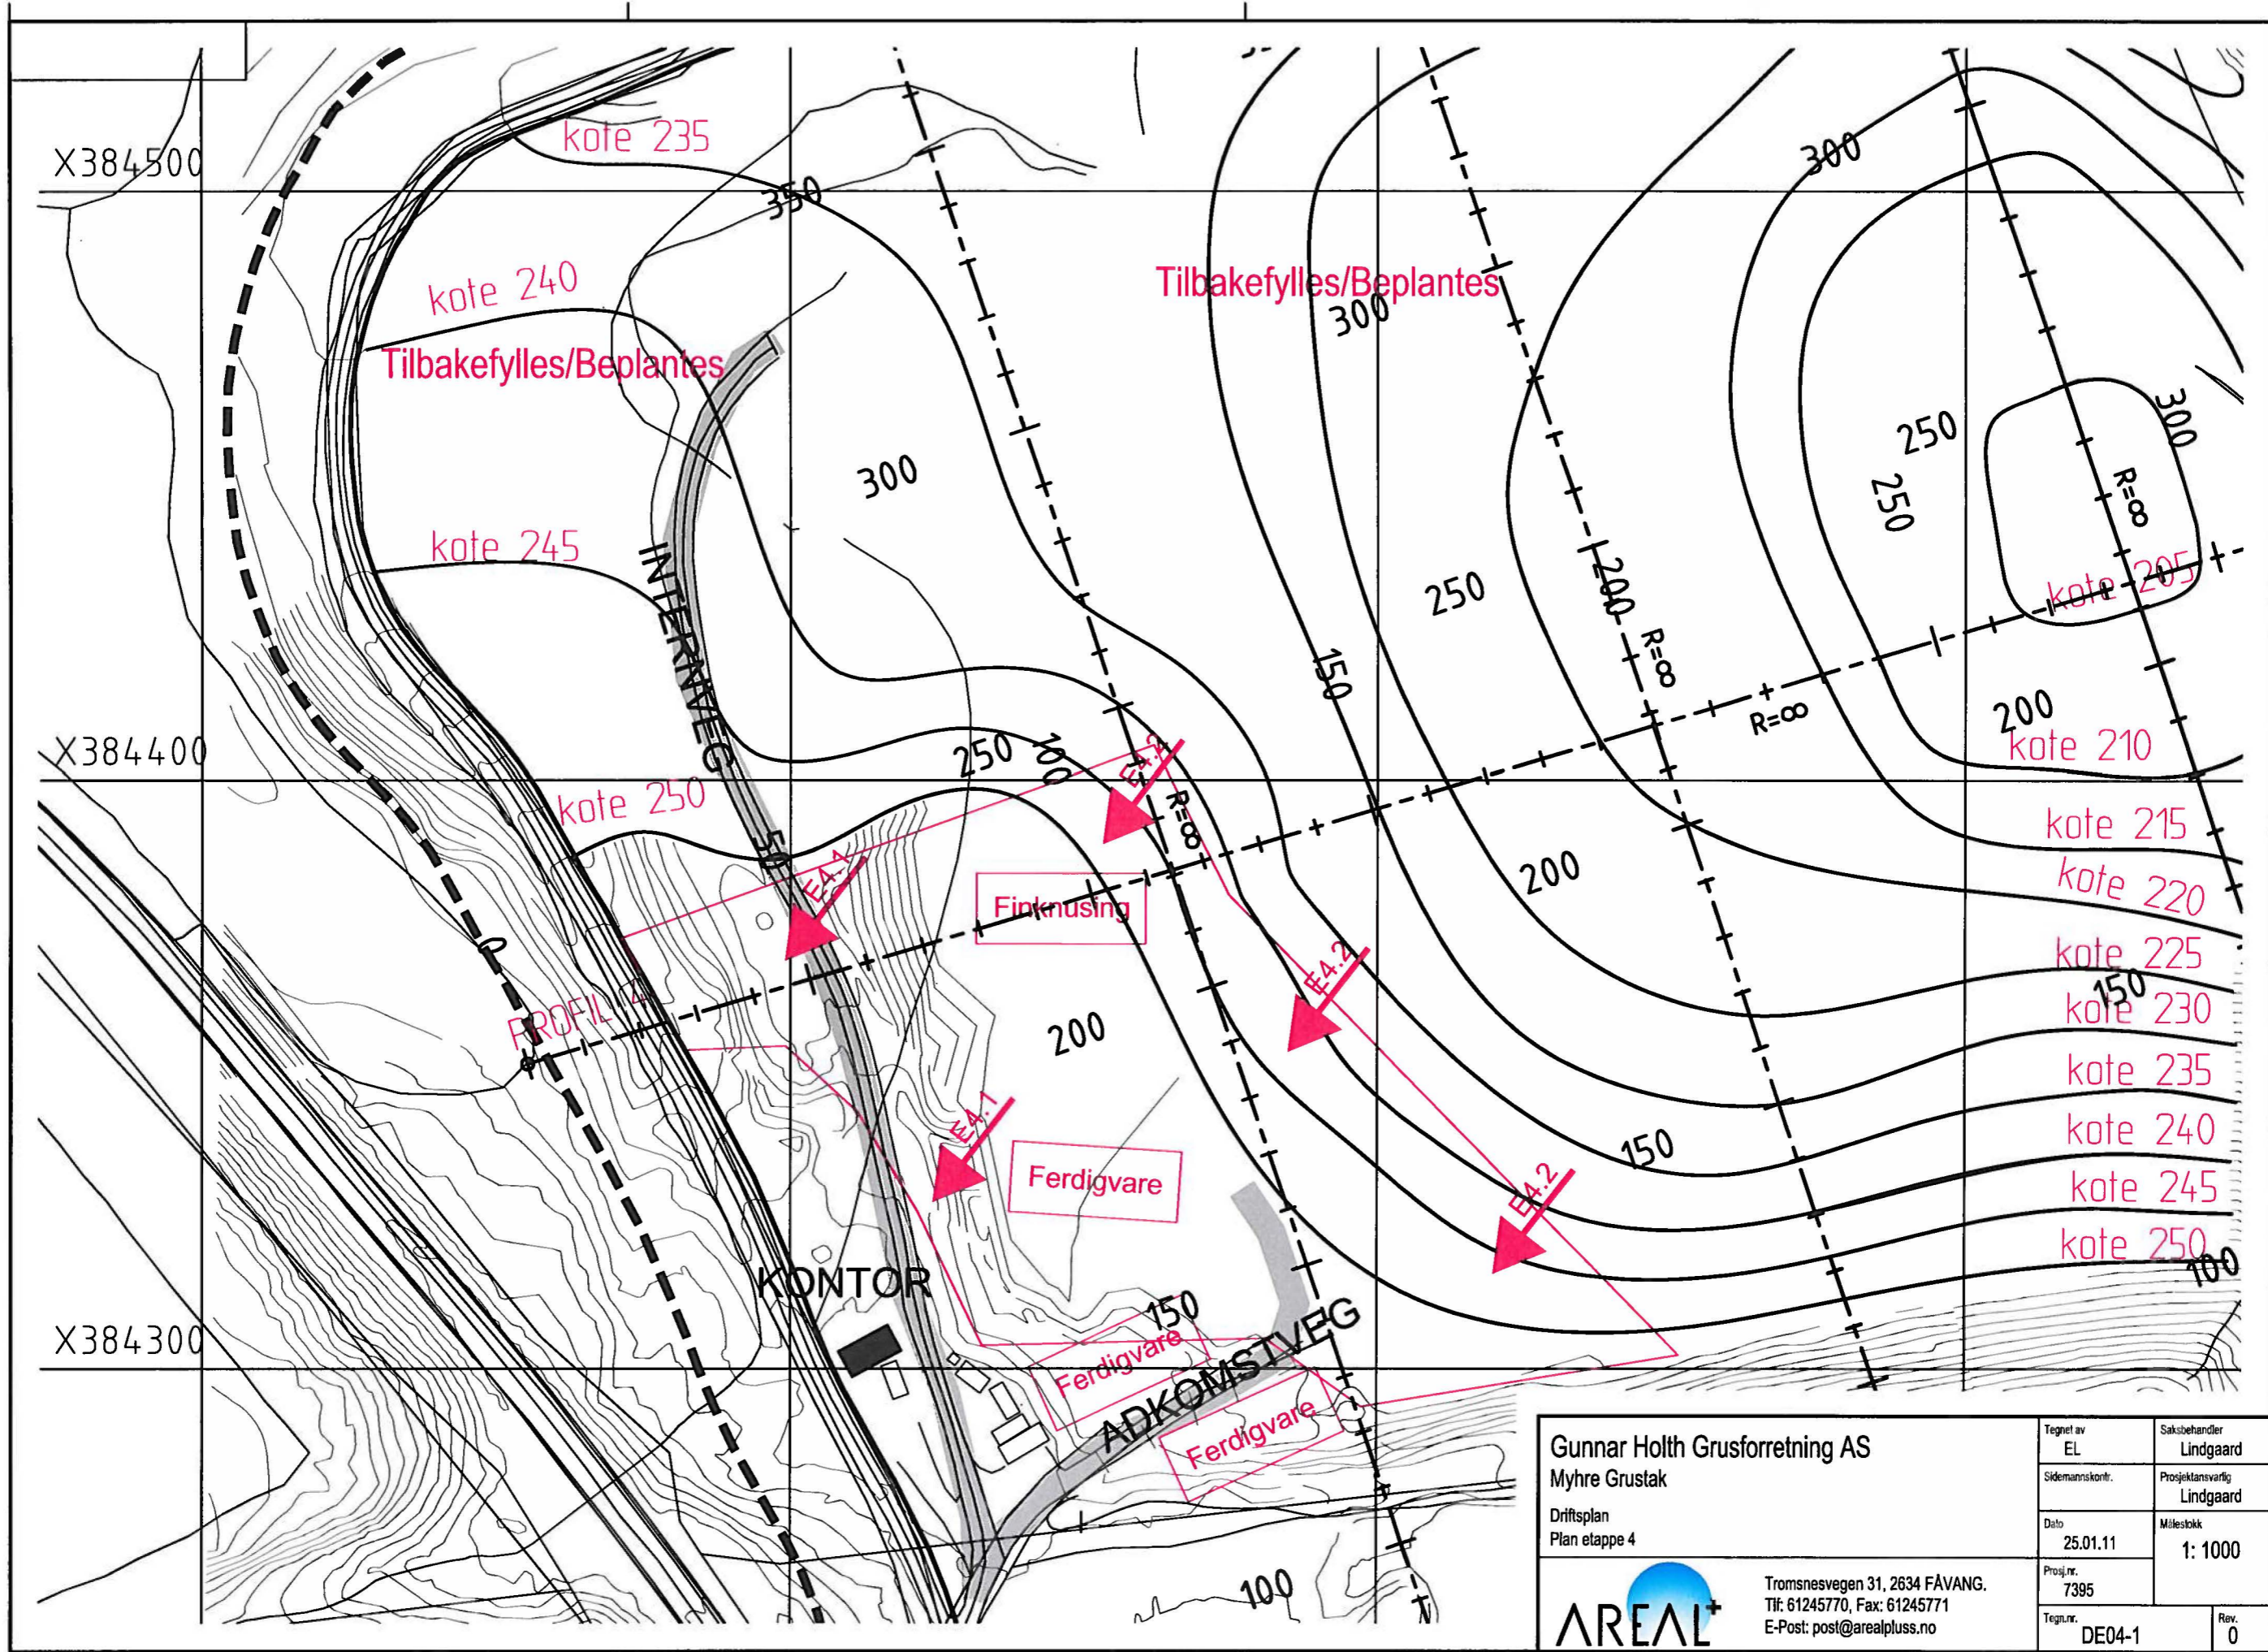 kote 235
X384500
300
350
kote 240
Tilbakefylles/Beplantes
300
Tilbakefylles/Beplantes
300
250
300
kote 245
250
R=∞
INTERNVEG
250
200
kote 205
150
R=∞
R=∞
200
X384400
250
100
E4.2
kote 210
kote 250
R=∞
kote 215
50
E4.1
200
kote 220
Finknusing
kote 225
E4.2
150
PROFIL 4
kote 230
200
kote 235
E4.1
150
kote 240
Ferdigvare
E4.2
kote 245
kote 250
100
KONTOR
150
X384300
Ferdigvare
ADKOMSTVEG
Ferdigvare
100
Gunnar Holth Grusforretning AS
Myhre Grustak
Driftsplan
Plan etappe 4
Tegnet av
EL
Saksbehandler
Lindgaard
Sidemannskontr.
Prosjektansvarlig
Lindgaard
Dato
25.01.11
Målestokk
1: 1000
Prosj.nr.
7395
Tegn.nr.
DE04-1
Rev.
0
AREAL+
Tromsnesvegen 31, 2634 FÅVANG.
Tlf: 61245770, Fax: 61245771
E-Post: post@arealpluss.no